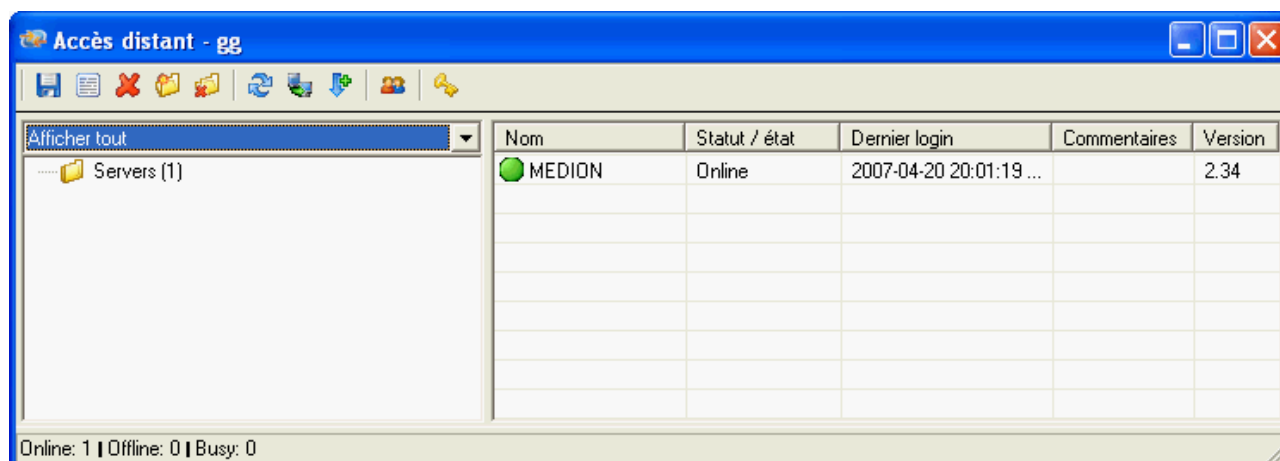 Accès distant - gg
Afficher tout
Servers (1)
Nom Statut / état Dernier login Commentaires Version
MEDION Online 2007-04-20 20:01:19 ... 2.34
Online: 1 | Offline: 0 | Busy: 0